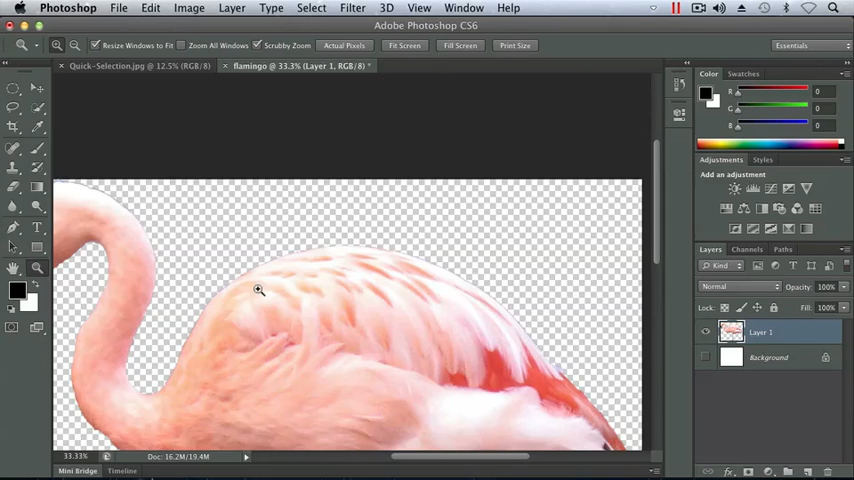 Photoshop File Edit Image Layer Type Select Filter 3D View Window Help
Adobe Photoshop CS6
Resize Windows to Fit Zoom All Windows Scrubby Zoom Actual Pixels Fit Screen Fill Screen Print Size Essentials
Quick-Selection.jpg @ 12.5% (RGB/8) flamingo @ 33.3% (Layer 1, RGB/8) *
Color Swatches
R 0
G 0
B 0
Adjustments Styles
Add an adjustment
Layers Channels Paths
Kind
Normal Opacity: 100%
Lock: Fill: 100%
Layer 1
Background
33.33% Doc: 16.2M/19.4M
Mini Bridge Timeline
fx